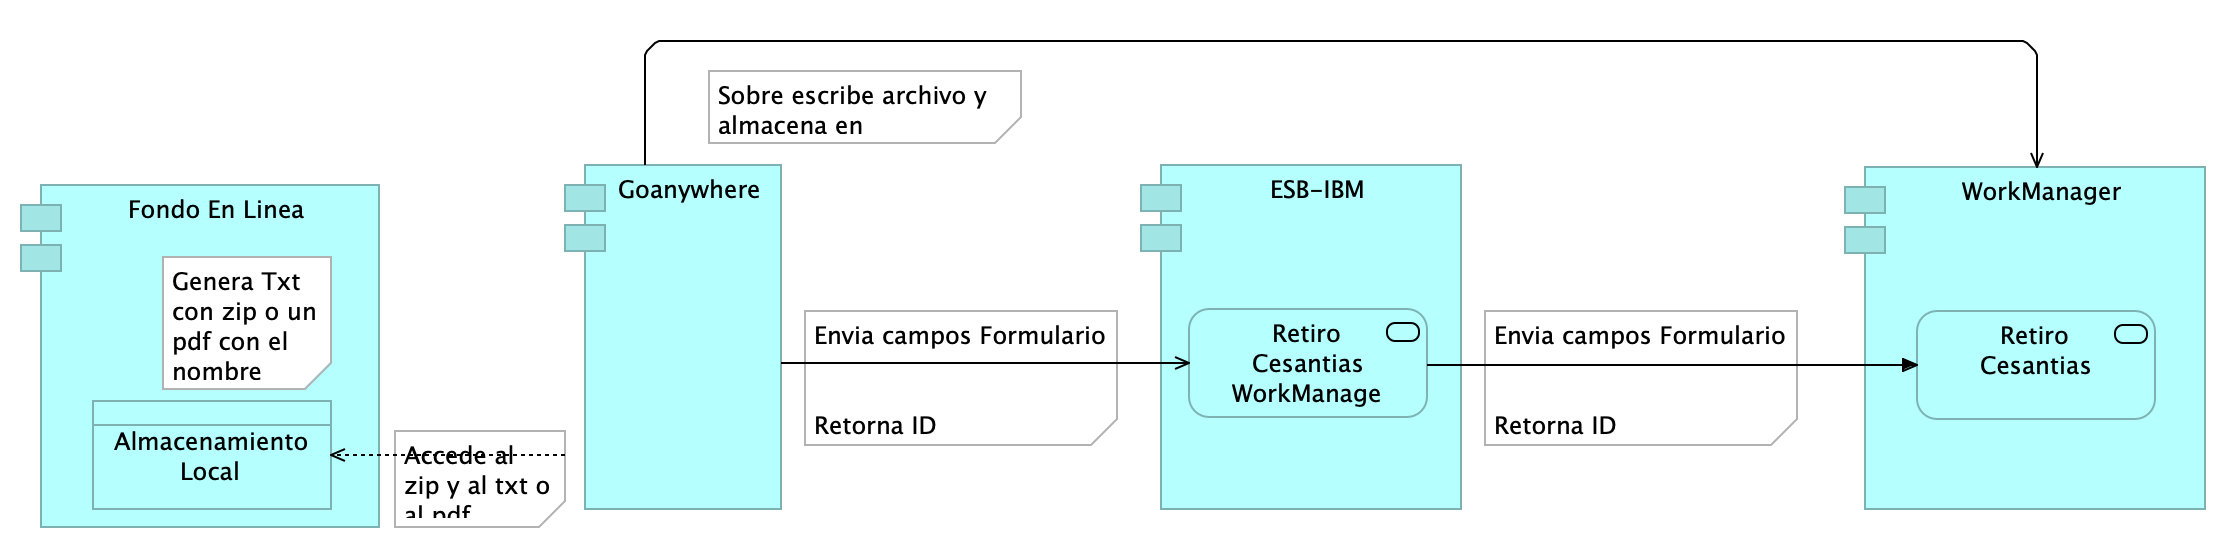 Sobre escribe archivo y
almacena en
Fondo En Linea
Genera Txt
con zip o un
pdf con el
nombre
Almacenamiento
Local
Accede al
zip y al txt o
al pdf
Goanywhere
Envia campos Formulario
Retorna ID
ESB-IBM
Retiro
Cesantias
WorkManage
Envia campos Formulario
Retorna ID
WorkManager
Retiro
Cesantias